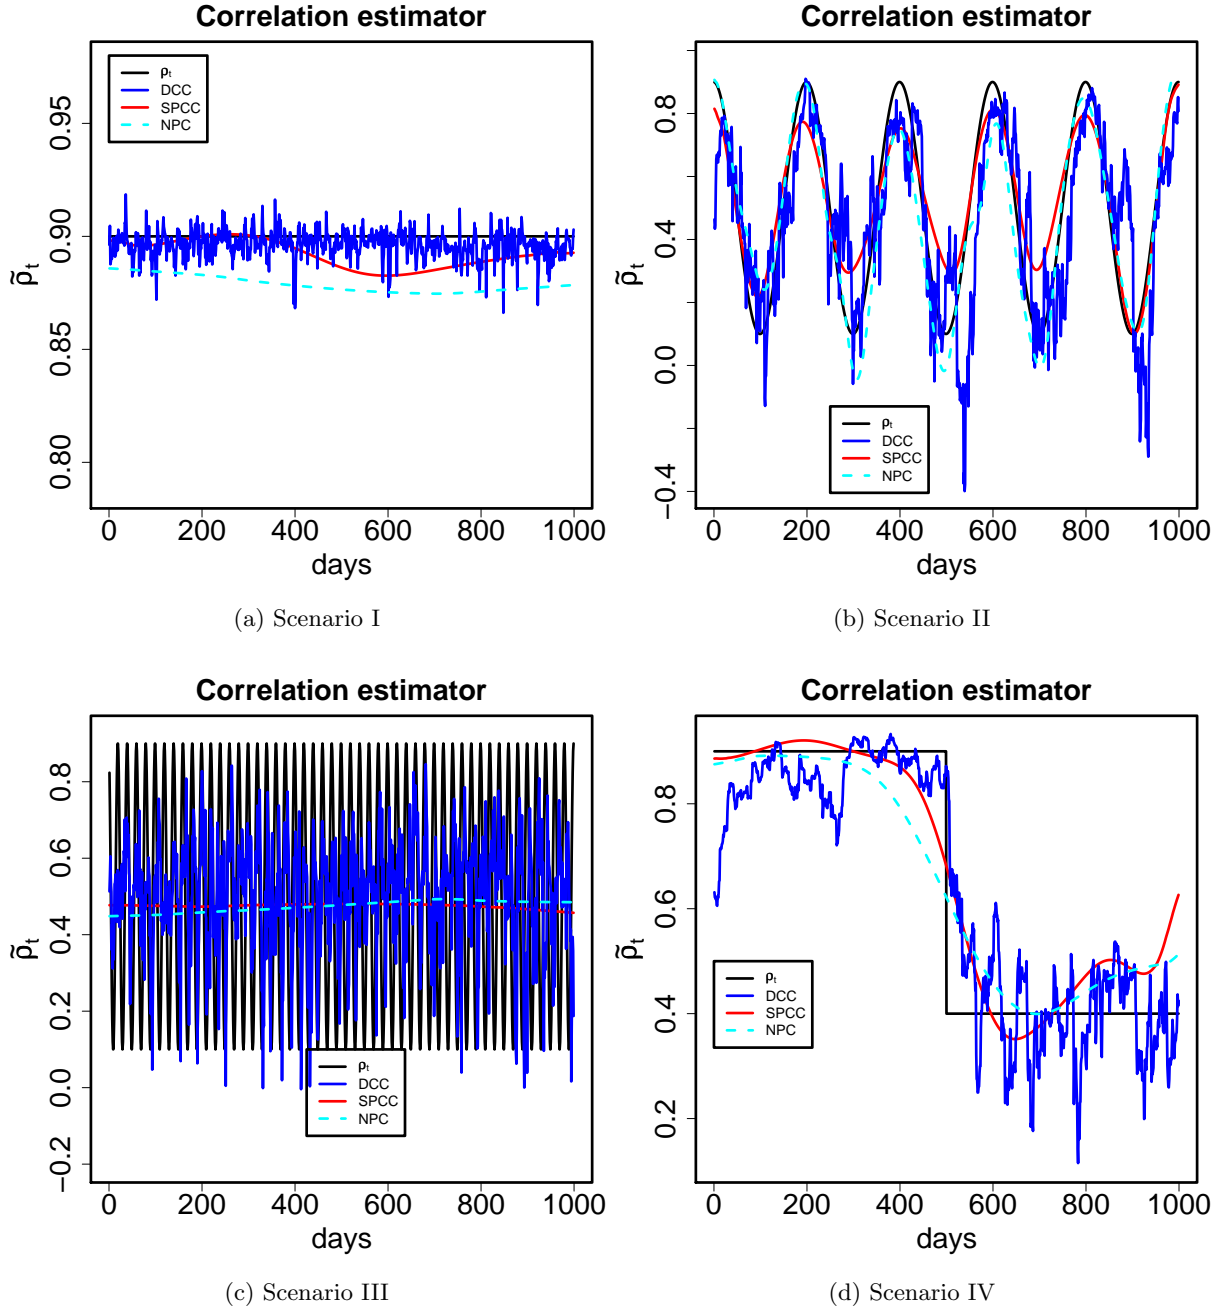 Correlation estimator
ρt
DCC
SPCC
NPC
0.95
0.90
0.85
0.80
ρ̃t
0 200 400 600 800 1000
days
(a) Scenario I
Correlation estimator
0.8
0.4
0.0
−0.4
ρ̃t
ρt
DCC
SPCC
NPC
0 200 400 600 800 1000
days
(b) Scenario II
Correlation estimator
0.8
0.6
0.4
0.2
0.0
−0.2
ρ̃t
ρt
DCC
SPCC
NPC
0 200 400 600 800 1000
days
(c) Scenario III
Correlation estimator
0.8
0.6
0.4
0.2
ρ̃t
ρt
DCC
SPCC
NPC
0 200 400 600 800 1000
days
(d) Scenario IV